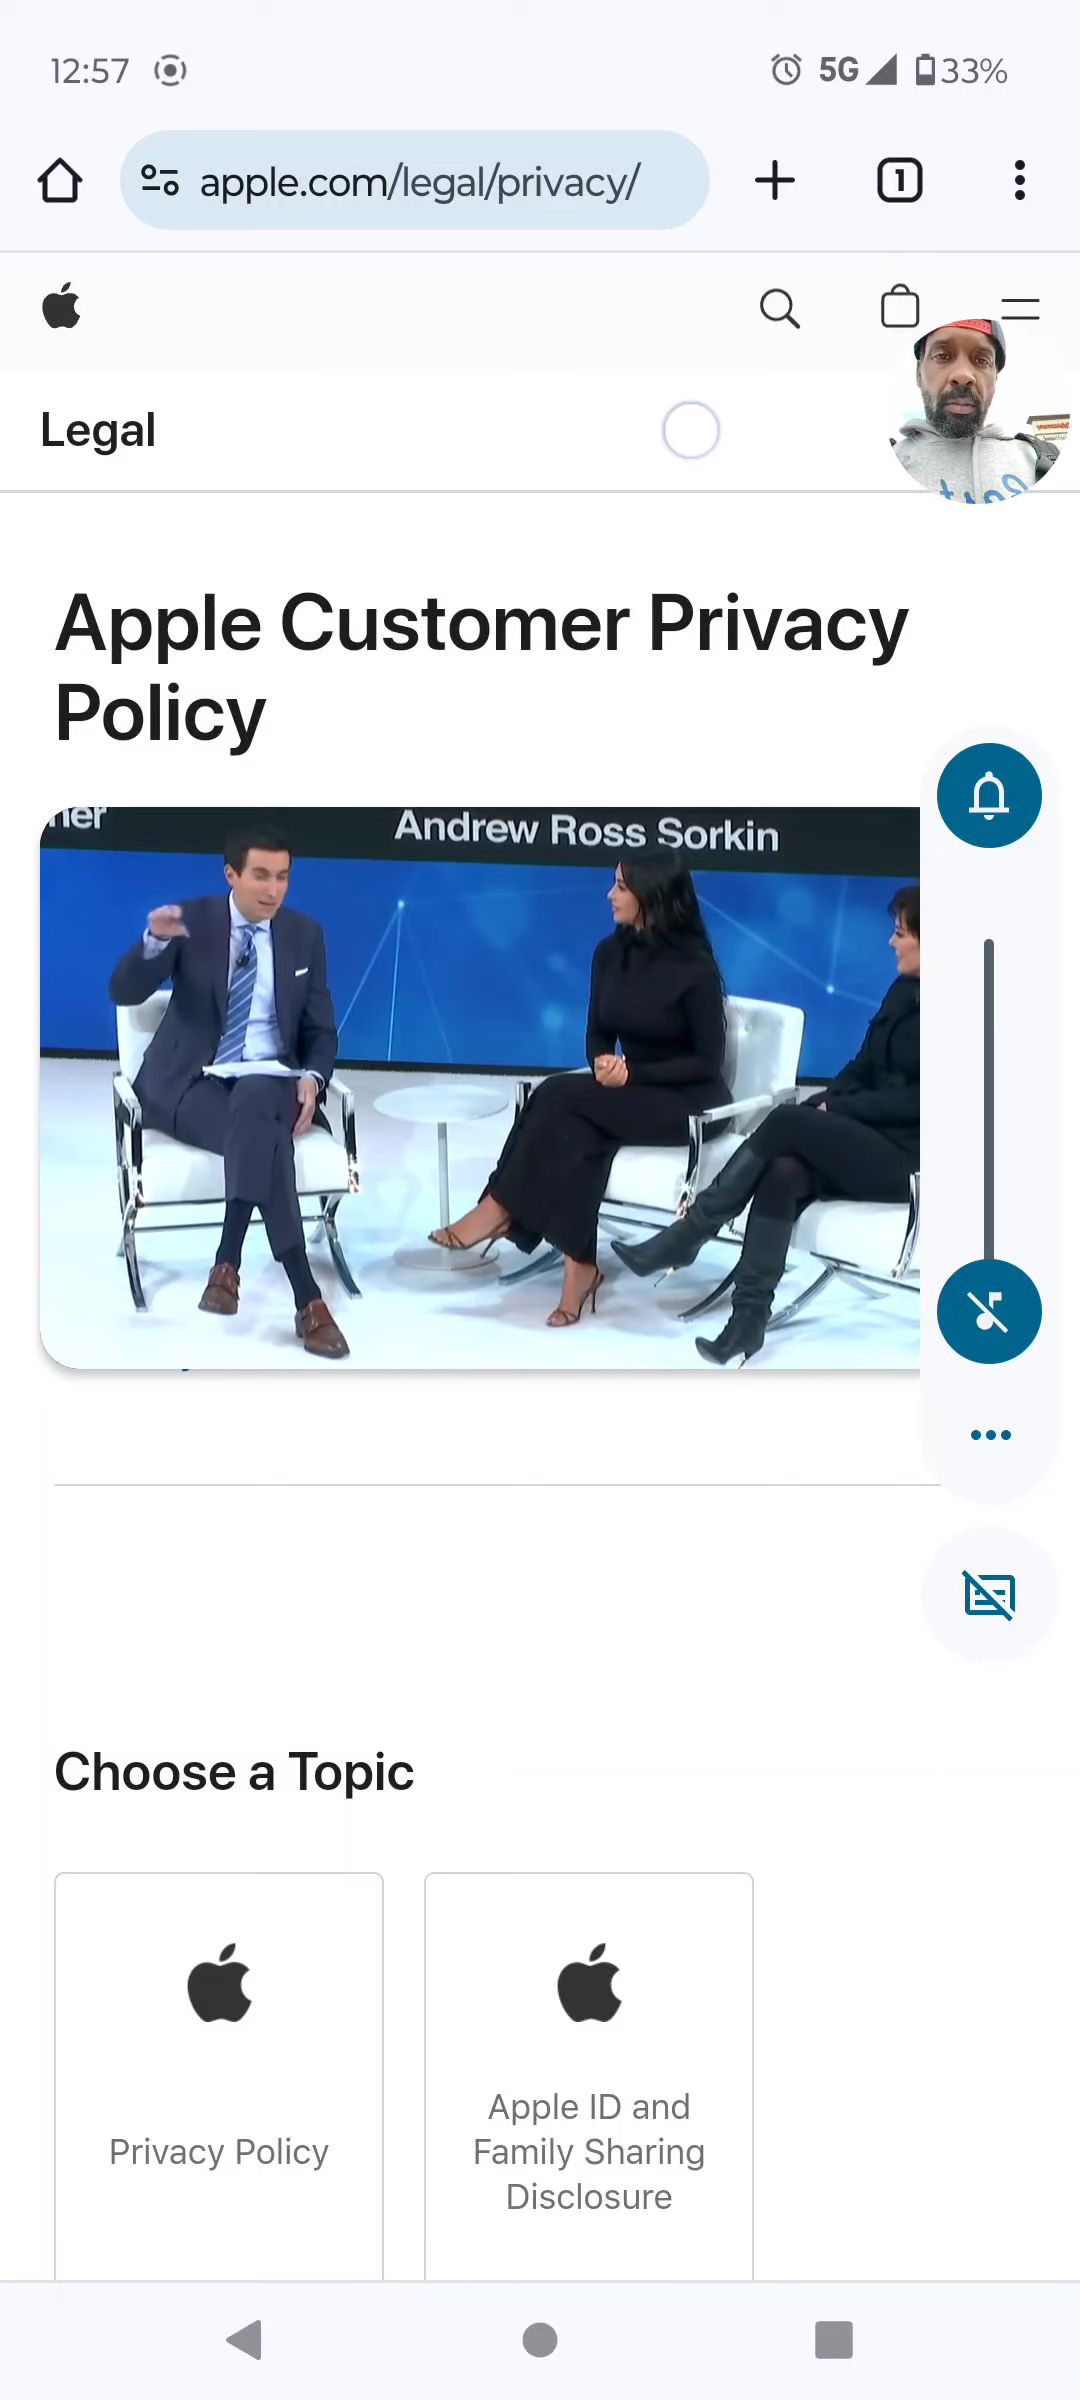 12:57
5G
33%
apple.com/legal/privacy/
1
Legal
Apple Customer Privacy
Policy
Andrew Ross Sorkin
Choose a Topic
Privacy Policy
Apple ID and
Family Sharing
Disclosure